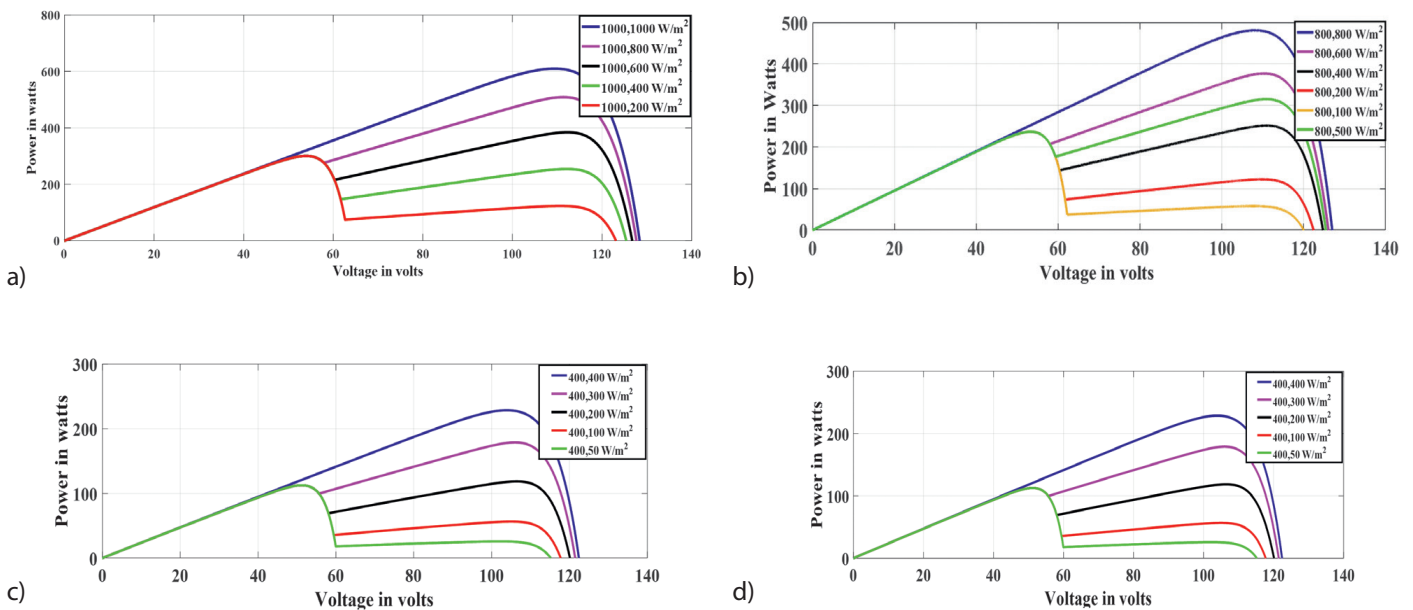 800
600
400
200
0
Power in watts
0 20 40 60 80 100 120 140
Voltage in volts
1000,1000 W/m²
1000,800 W/m²
1000,600 W/m²
1000,400 W/m²
1000,200 W/m²
a)
500
400
300
200
100
0
Power in Watts
0 20 40 60 80 100 120 140
Voltage in volts
800,800 W/m²
800,600 W/m²
800,400 W/m²
800,200 W/m²
800,100 W/m²
800,500 W/m²
b)
300
200
100
0
Power in watts
0 20 40 60 80 100 120 140
Voltage in volts
400,400 W/m²
400,300 W/m²
400,200 W/m²
400,100 W/m²
400,50 W/m²
c)
300
200
100
0
Power in watts
0 20 40 60 80 100 120 140
Voltage in volts
400,400 W/m²
400,300 W/m²
400,200 W/m²
400,100 W/m²
400,50 W/m²
d)